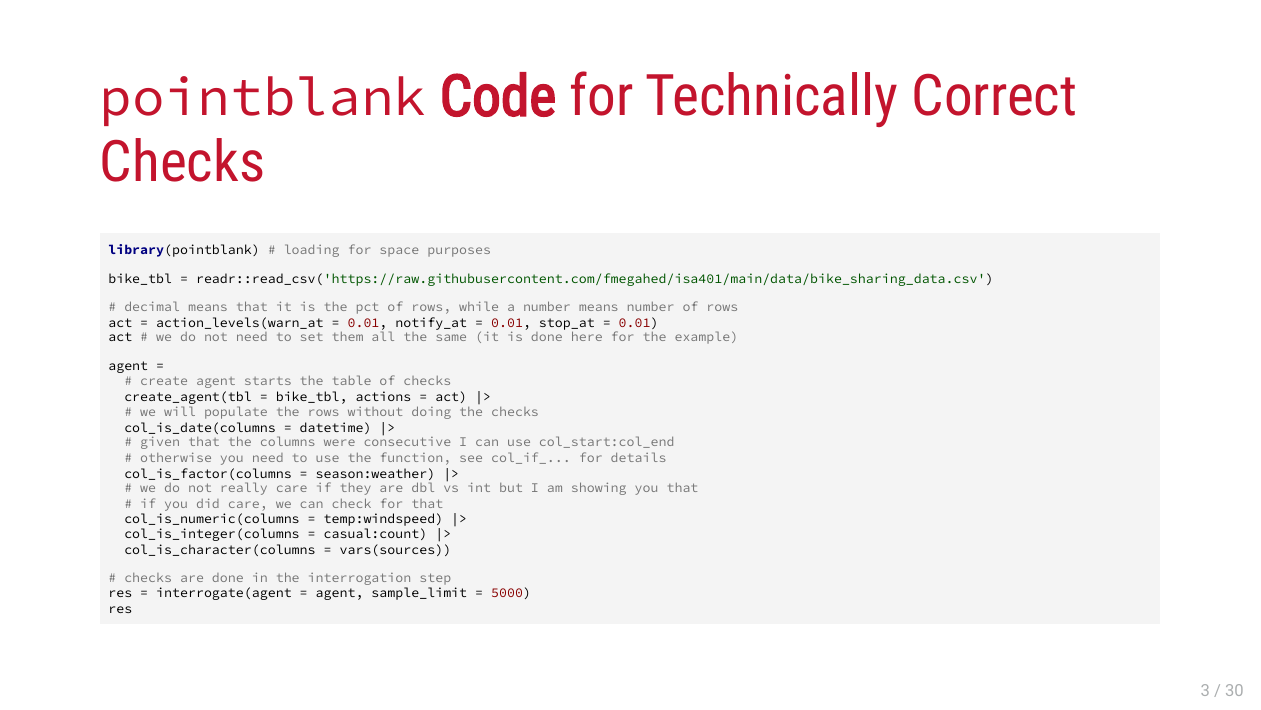 pointblank Code for Technically Correct
Checks
library(pointblank) # loading for space purposes
bike_tbl = readr::read_csv('https://raw.githubusercontent.com/fmegahed/isa401/main/data/bike_sharing_data.csv')
# decimal means that it is the pct of rows, while a number means number of rows
act = action_levels(warn_at = 0.01, notify_at = 0.01, stop_at = 0.01)
act # we do not need to set them all the same (it is done here for the example)
agent =
  # create agent starts the table of checks
  create_agent(tbl = bike_tbl, actions = act) |>
  # we will populate the rows without doing the checks
  col_is_date(columns = datetime) |>
  # given that the columns were consecutive I can use col_start:col_end
  # otherwise you need to use the function, see col_if_... for details
  col_is_factor(columns = season:weather) |>
  # we do not really care if they are dbl vs int but I am showing you that
  # if you did care, we can check for that
  col_is_numeric(columns = temp:windspeed) |>
  col_is_integer(columns = casual:count) |>
  col_is_character(columns = vars(sources))
# checks are done in the interrogation step
res = interrogate(agent = agent, sample_limit = 5000)
res
3 / 30